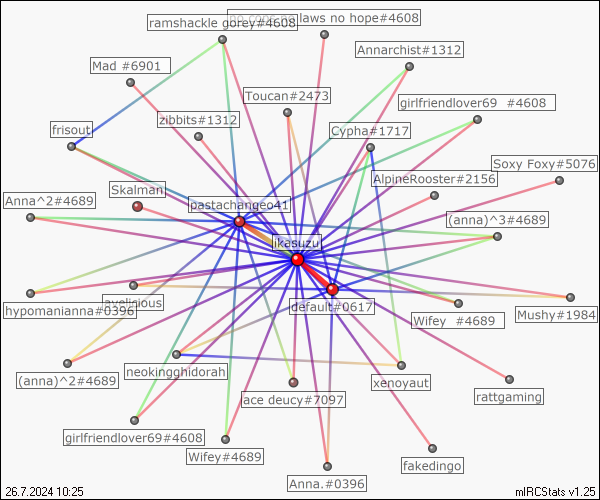 ramshackle gorey#4608
laws no hope#4608
Annarchist#1312
Mad #6901
Toucan#2473
girlfriendlover69 #4608
zibbits#1312
frisout
Cypha#1717
Soxy Foxy#5076
AlpineRooster#2156
Skalman
Anna^2#4689
pastachangeo41
(anna)^3#4689
ikasuzu
hypomanianna#0396
default#0617
Mushy#1984
Wifey #4689
(anna)^2#4689
neokingghidorah
xenoyaut
ace deucy#7097
rattgaming
girlfriendlover69#4608
Wifey#4689
fakedingo
Anna.#0396
26.7.2024 10:25
mIRCStats v1.25